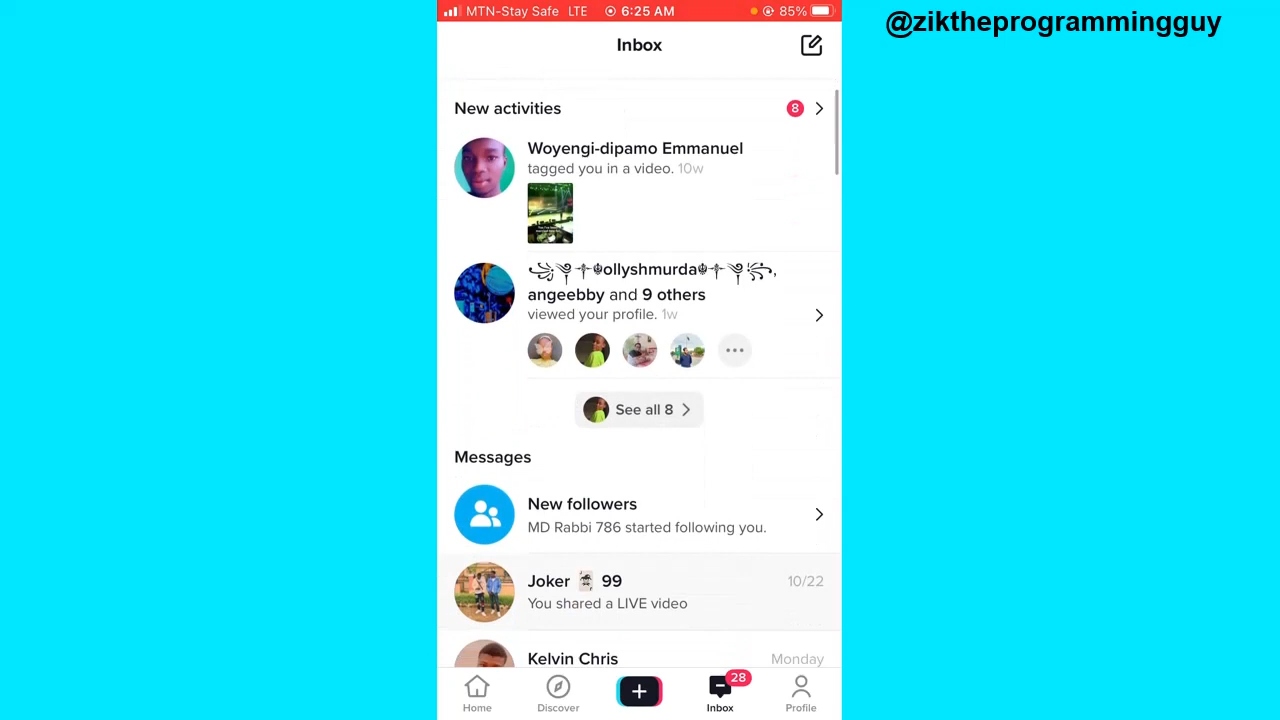 @ziktheprogrammingguy
MTN-Stay Safe LTE 6:25 AM 85%
Inbox
New activities 8
Woyengi-dipamo Emmanuel
tagged you in a video. 10w
꧁༒☬ollyshmurda☬༒꧂,
angeebby and 9 others
viewed your profile. 1w
See all 8
Messages
New followers
MD Rabbi 786 started following you.
Joker 🃏 99 10/22
You shared a LIVE video
Kelvin Chris Monday
28
Home Discover Inbox Profile